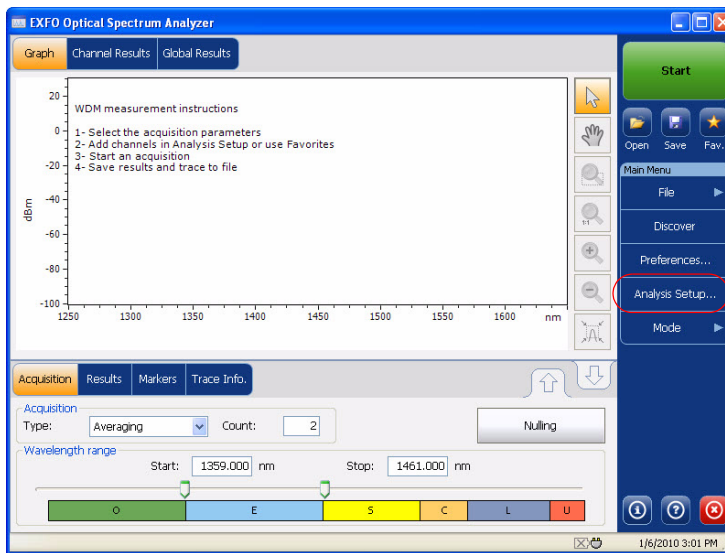 EXFO Optical Spectrum Analyzer
Graph Channel Results Global Results
WDM measurement instructions
1- Select the acquisition parameters
2- Add channels in Analysis Setup or use Favorites
3- Start an acquisition
4- Save results and trace to file
dBm
20
0
-20
-40
-60
-80
-100
1250 1300 1350 1400 1450 1500 1550 1600 nm
1:1
Start
Open Save Fav.
Main Menu
File
Discover
Preferences...
Analysis Setup...
Mode
Acquisition Results Markers Trace Info.
Acquisition
Type: Averaging Count: 2
Nulling
Wavelength range
Start: 1359.000 nm Stop: 1461.000 nm
O E S C L U
1/6/2010 3:01 PM